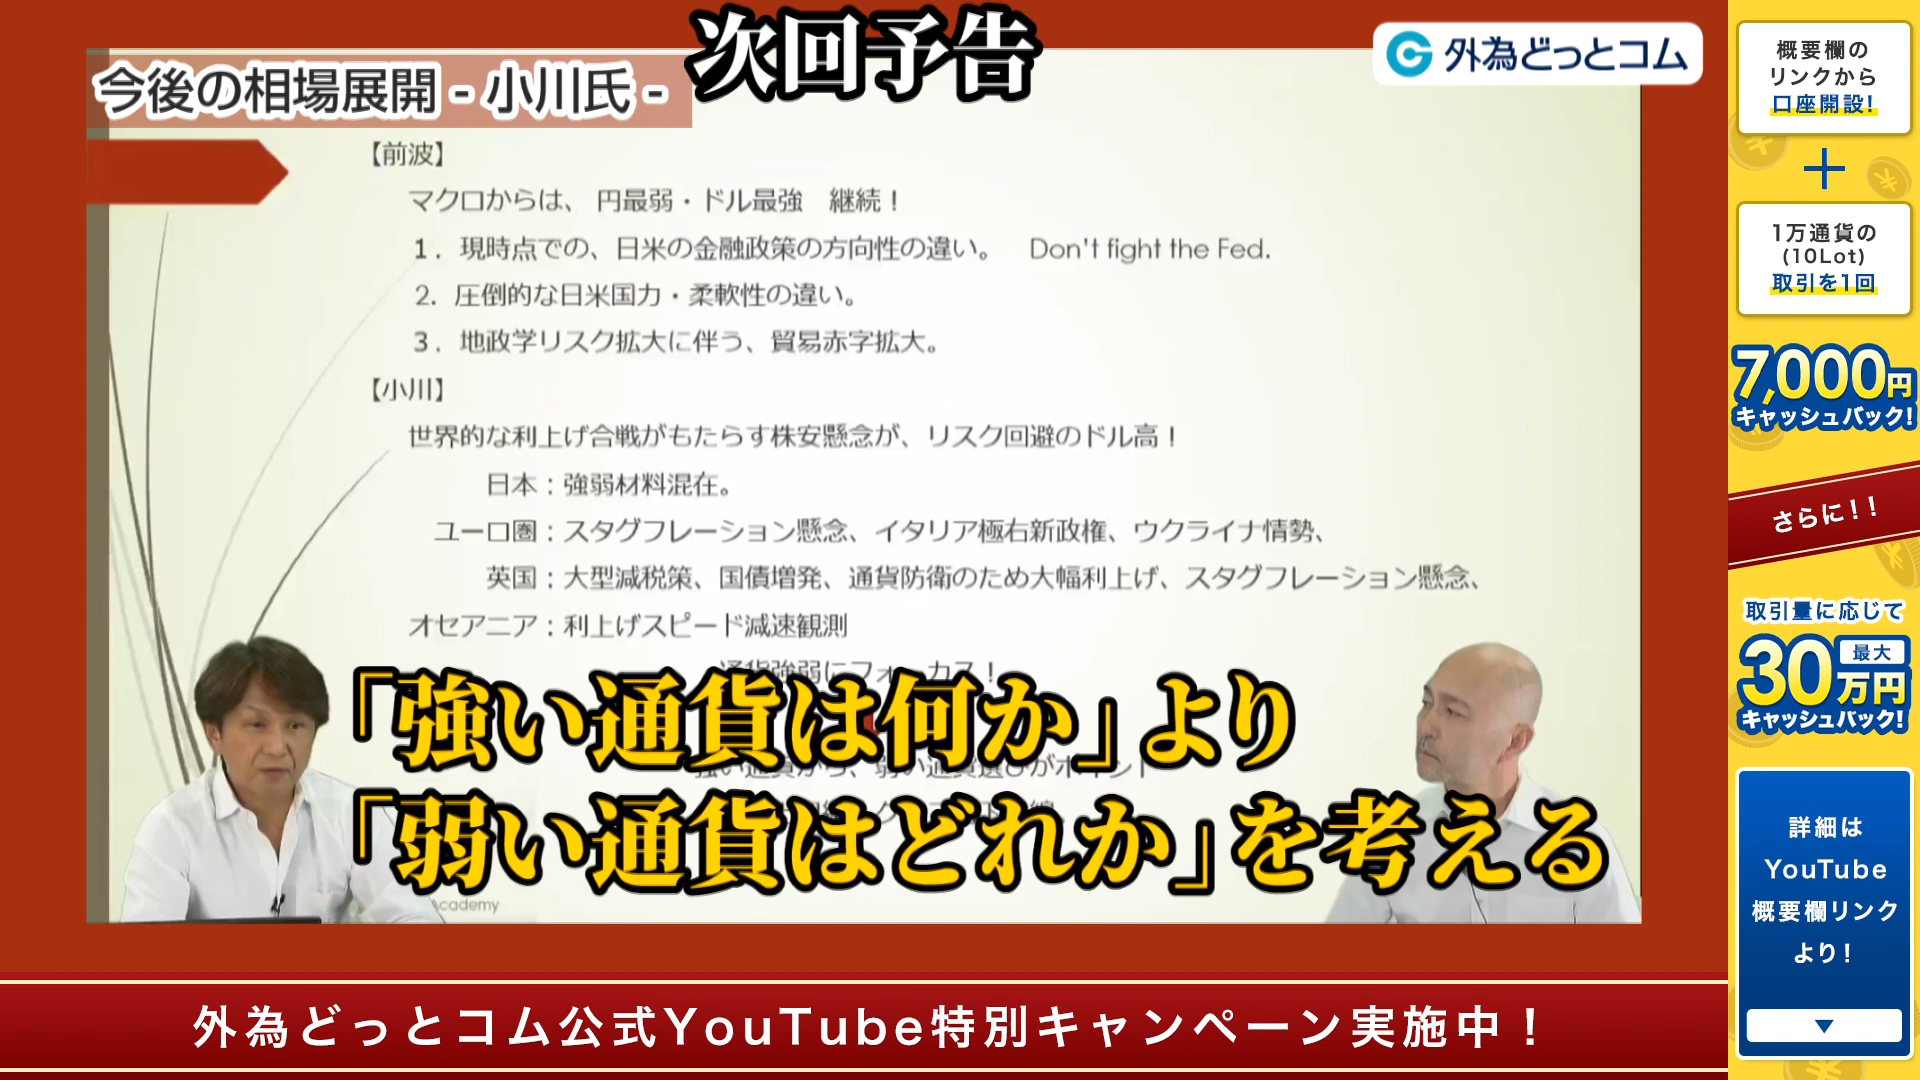 次回予告
外為どっとコム
今後の相場展開 - 小川氏 -
【前波】
マクロからは、 円最弱・ドル最強 継続！
1．現時点での、日米の金融政策の方向性の違い。 Don't fight the Fed.
2．圧倒的な日米国力・柔軟性の違い。
3．地政学リスク拡大に伴う、貿易赤字拡大。
【小川】
世界的な利上げ合戦がもたらす株安懸念が、リスク回避のドル高！
日本：強弱材料混在。
ユーロ圏：スタグフレーション懸念、イタリア極右新政権、ウクライナ情勢、
英国：大型減税策、国債増発、通貨防衛のため大幅利上げ、スタグフレーション懸念、
オセアニア：利上げスピード減速観測
通貨強弱にフォーカス！
「強い通貨は何か」より
「弱い通貨はどれか」を考える
Academy
外為どっとコム公式YouTube特別キャンペーン実施中！
概要欄の
リンクから
口座開設!
+
1万通貨の
(10Lot)
取引を1回
7,000円
キャッシュバック!
さらに!!
取引量に応じて
30万円
最大
キャッシュバック!
詳細は
YouTube
概要欄リンク
より!